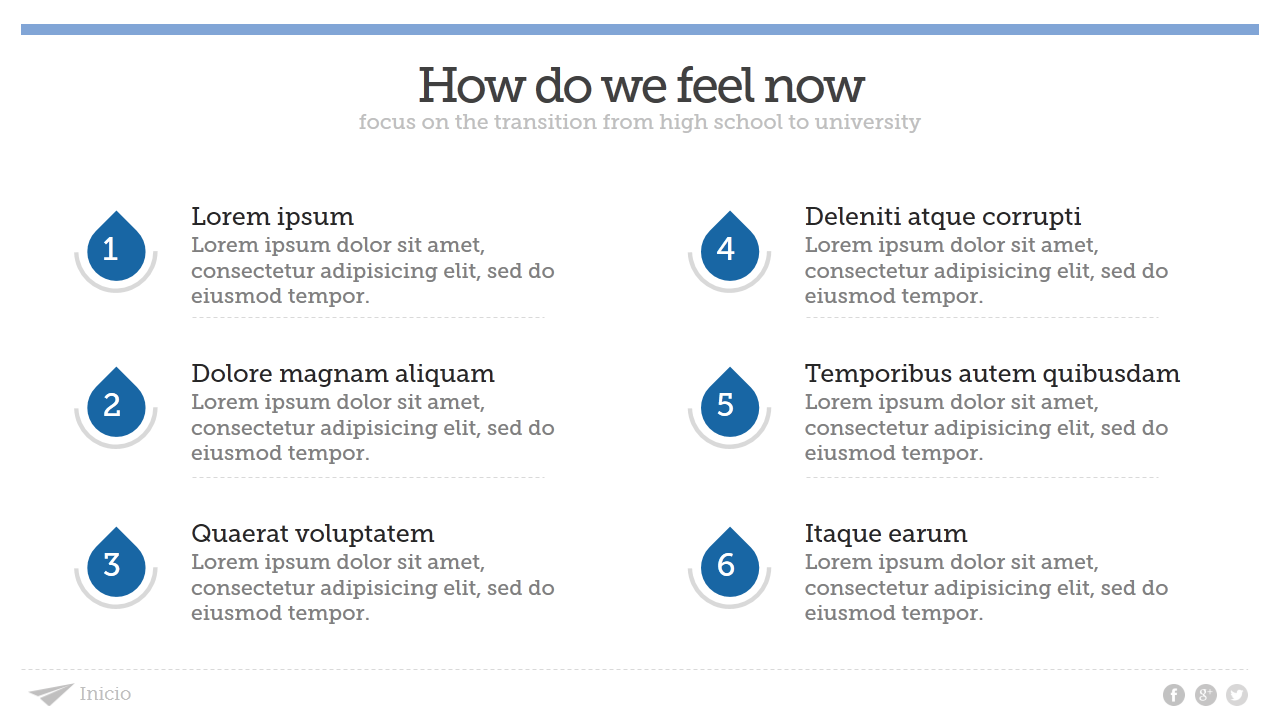 How do we feel now
focus on the transition from high school to university
1
Lorem ipsum
Lorem ipsum dolor sit amet,
consectetur adipisicing elit, sed do
eiusmod tempor.
2
Dolore magnam aliquam
Lorem ipsum dolor sit amet,
consectetur adipisicing elit, sed do
eiusmod tempor.
3
Quaerat voluptatem
Lorem ipsum dolor sit amet,
consectetur adipisicing elit, sed do
eiusmod tempor.
4
Deleniti atque corrupti
Lorem ipsum dolor sit amet,
consectetur adipisicing elit, sed do
eiusmod tempor.
5
Temporibus autem quibusdam
Lorem ipsum dolor sit amet,
consectetur adipisicing elit, sed do
eiusmod tempor.
6
Itaque earum
Lorem ipsum dolor sit amet,
consectetur adipisicing elit, sed do
eiusmod tempor.
Inicio